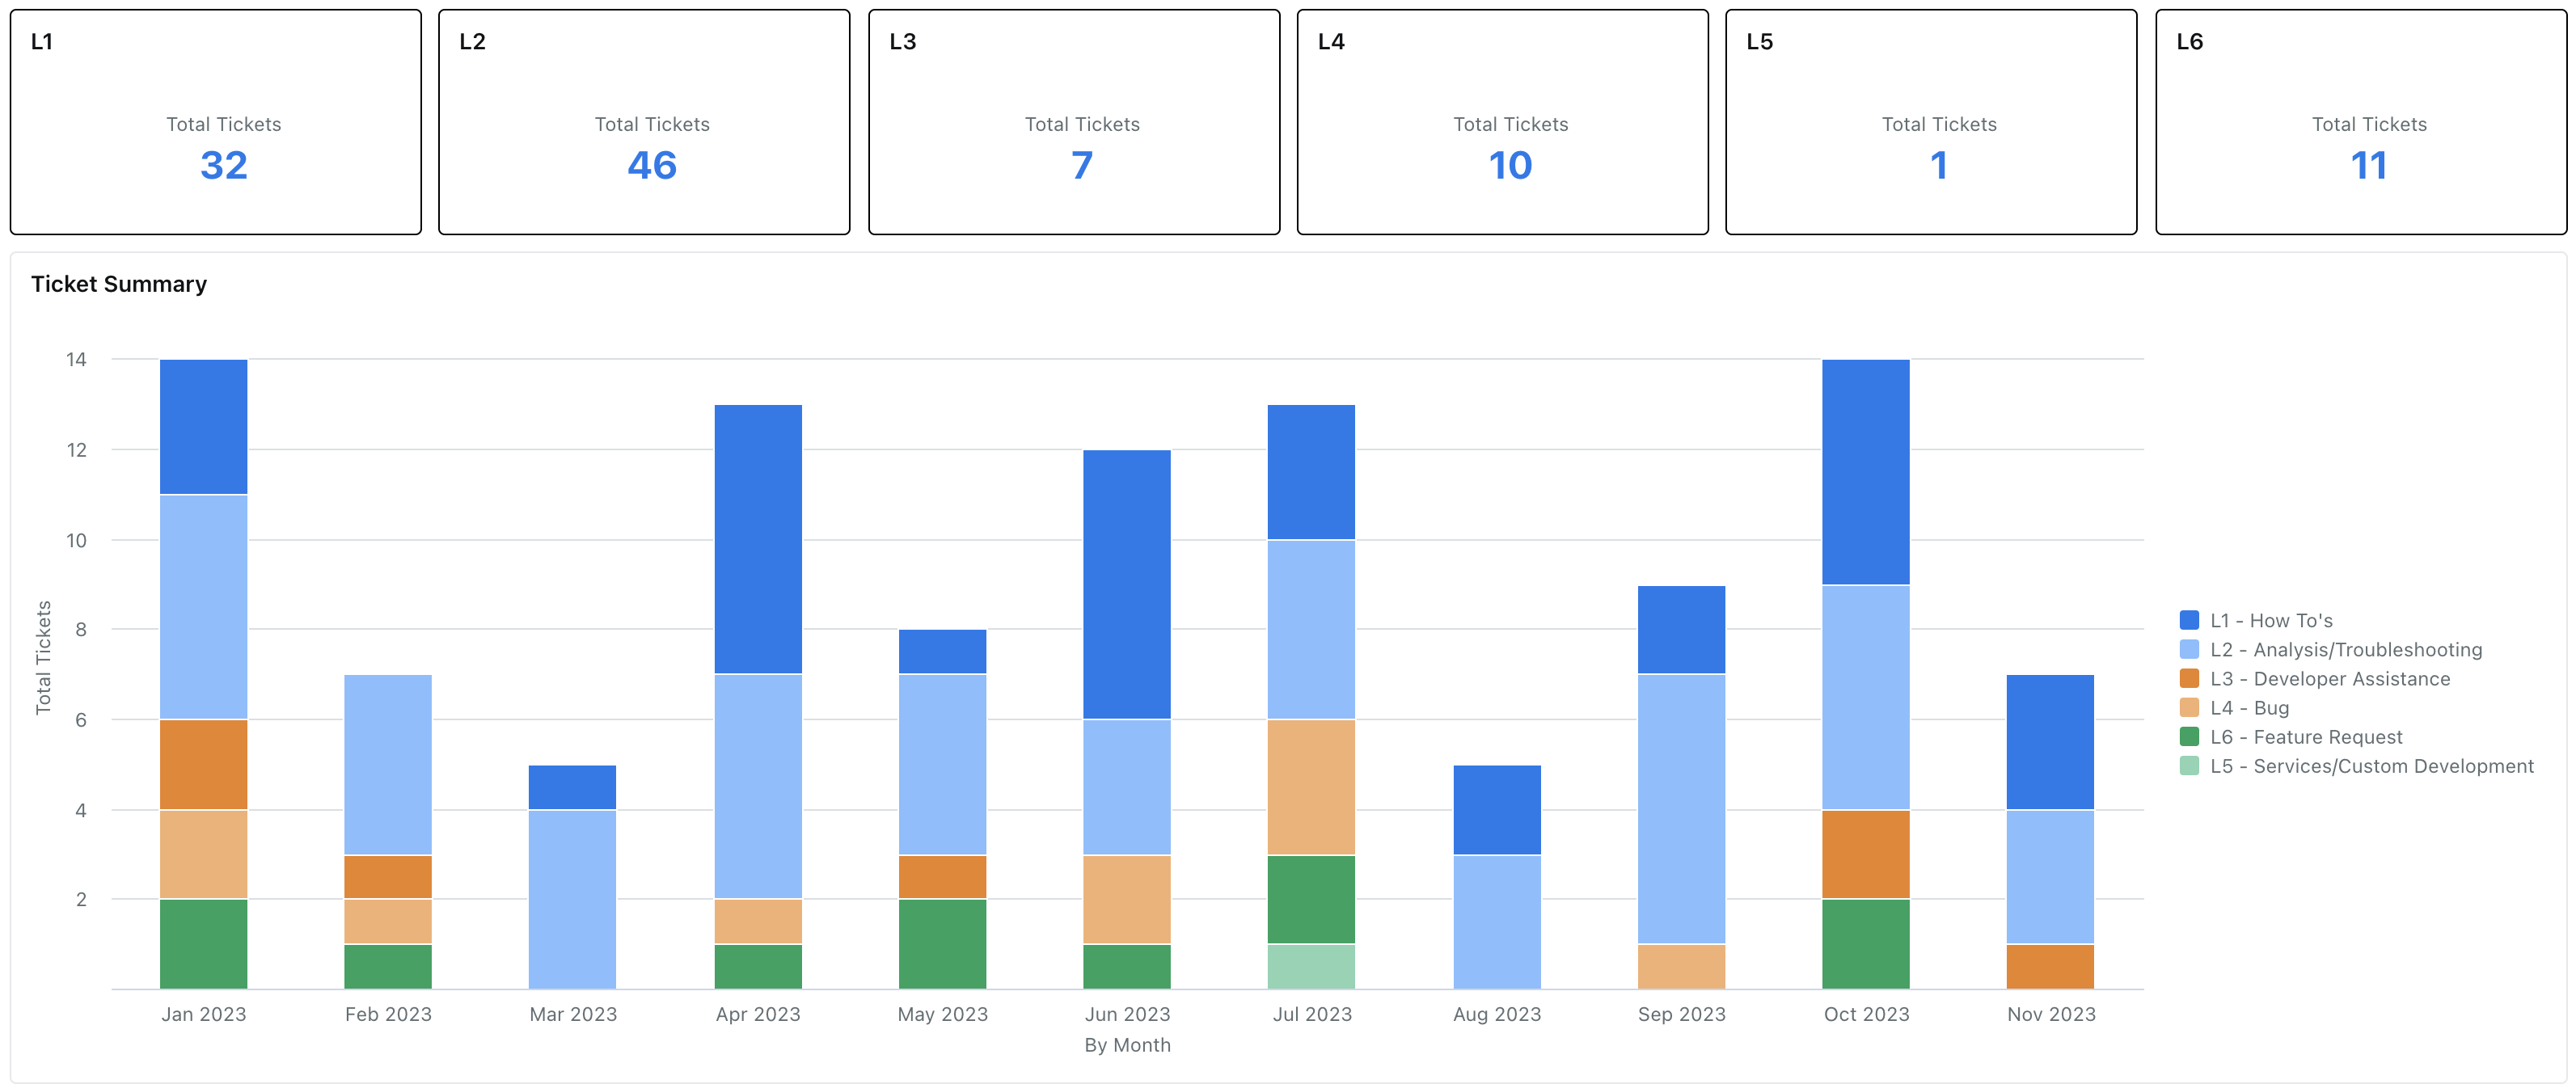 L1
Total Tickets
32
L2
Total Tickets
46
L3
Total Tickets
7
L4
Total Tickets
10
L5
Total Tickets
1
L6
Total Tickets
11
Ticket Summary
Total Tickets
14
12
10
8
6
4
2
Jan 2023
Feb 2023
Mar 2023
Apr 2023
May 2023
Jun 2023
Jul 2023
Aug 2023
Sep 2023
Oct 2023
Nov 2023
By Month
L1 - How To's
L2 - Analysis/Troubleshooting
L3 - Developer Assistance
L4 - Bug
L6 - Feature Request
L5 - Services/Custom Development